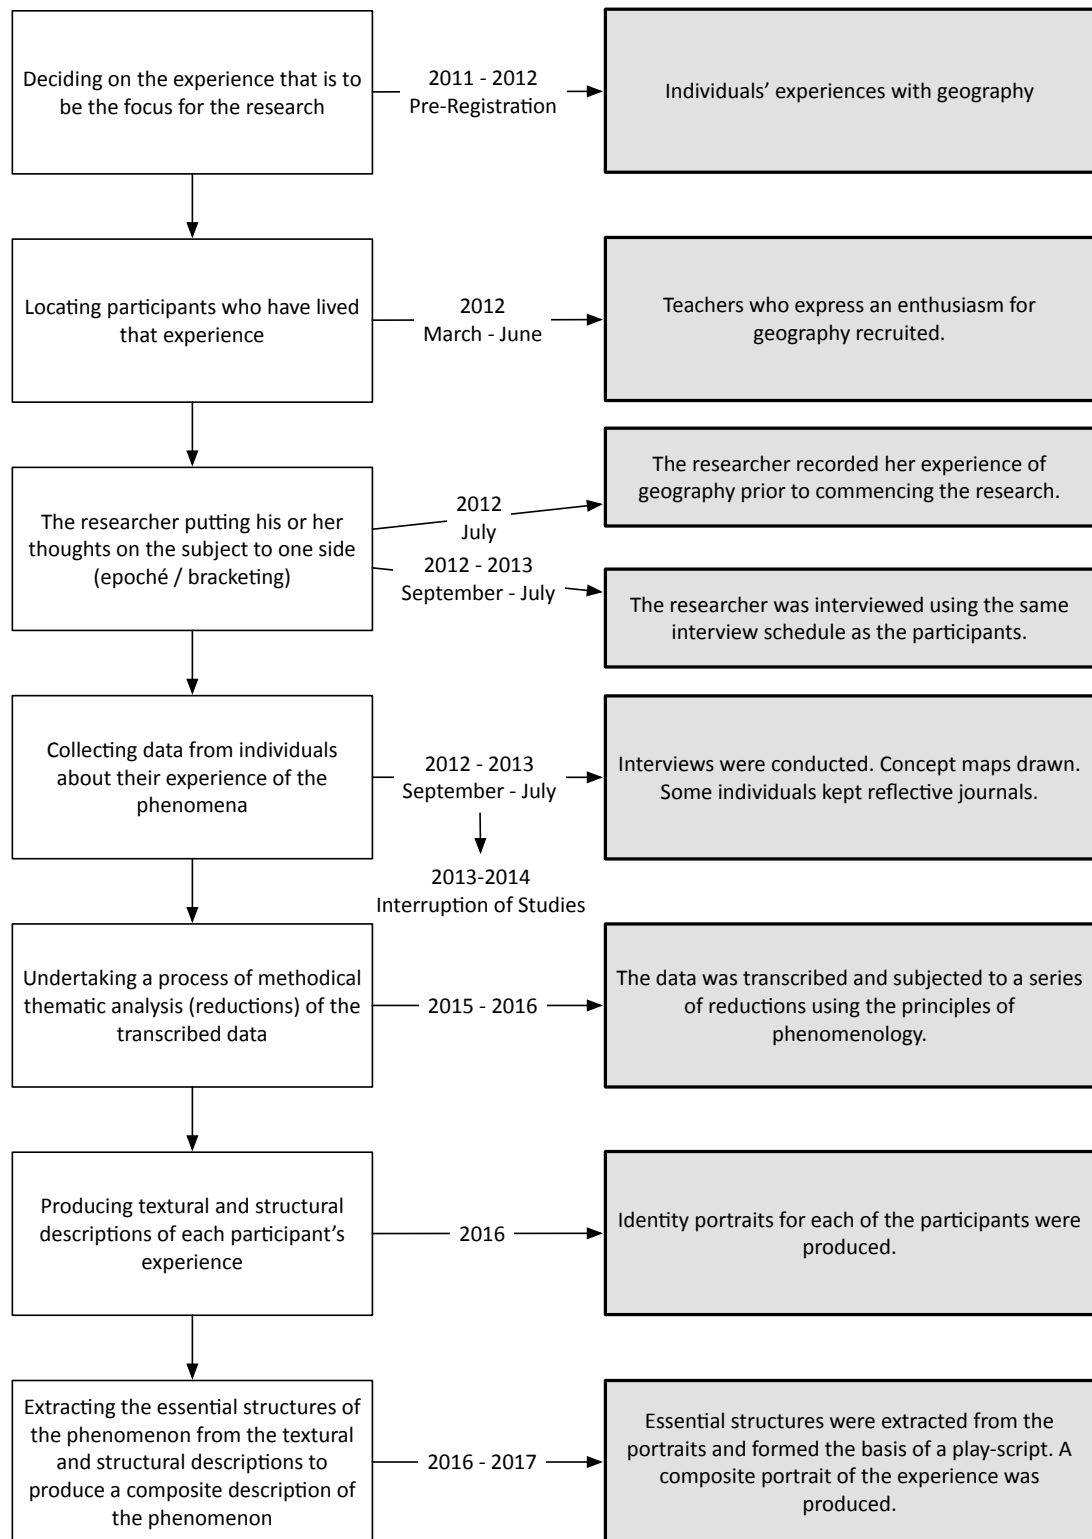 Deciding on the experience that is to
be the focus for the research
2011 - 2012
Pre-Registration
Individuals’ experiences with geography
Locating participants who have lived
that experience
2012
March - June
Teachers who express an enthusiasm for
geography recruited.
The researcher putting his or her
thoughts on the subject to one side
(epoché / bracketing)
2012
July
The researcher recorded her experience of
geography prior to commencing the research.
2012 - 2013
September - July
The researcher was interviewed using the same
interview schedule as the participants.
Collecting data from individuals
about their experience of the
phenomena
2012 - 2013
September - July
Interviews were conducted. Concept maps drawn.
Some individuals kept reflective journals.
2013-2014
Interruption of Studies
Undertaking a process of methodical
thematic analysis (reductions) of the
transcribed data
2015 - 2016
The data was transcribed and subjected to a series
of reductions using the principles of
phenomenology.
Producing textural and structural
descriptions of each participant’s
experience
2016
Identity portraits for each of the participants were
produced.
Extracting the essential structures of
the phenomenon from the textural
and structural descriptions to
produce a composite description of
the phenomenon
2016 - 2017
Essential structures were extracted from the
portraits and formed the basis of a play-script. A
composite portrait of the experience was
produced.